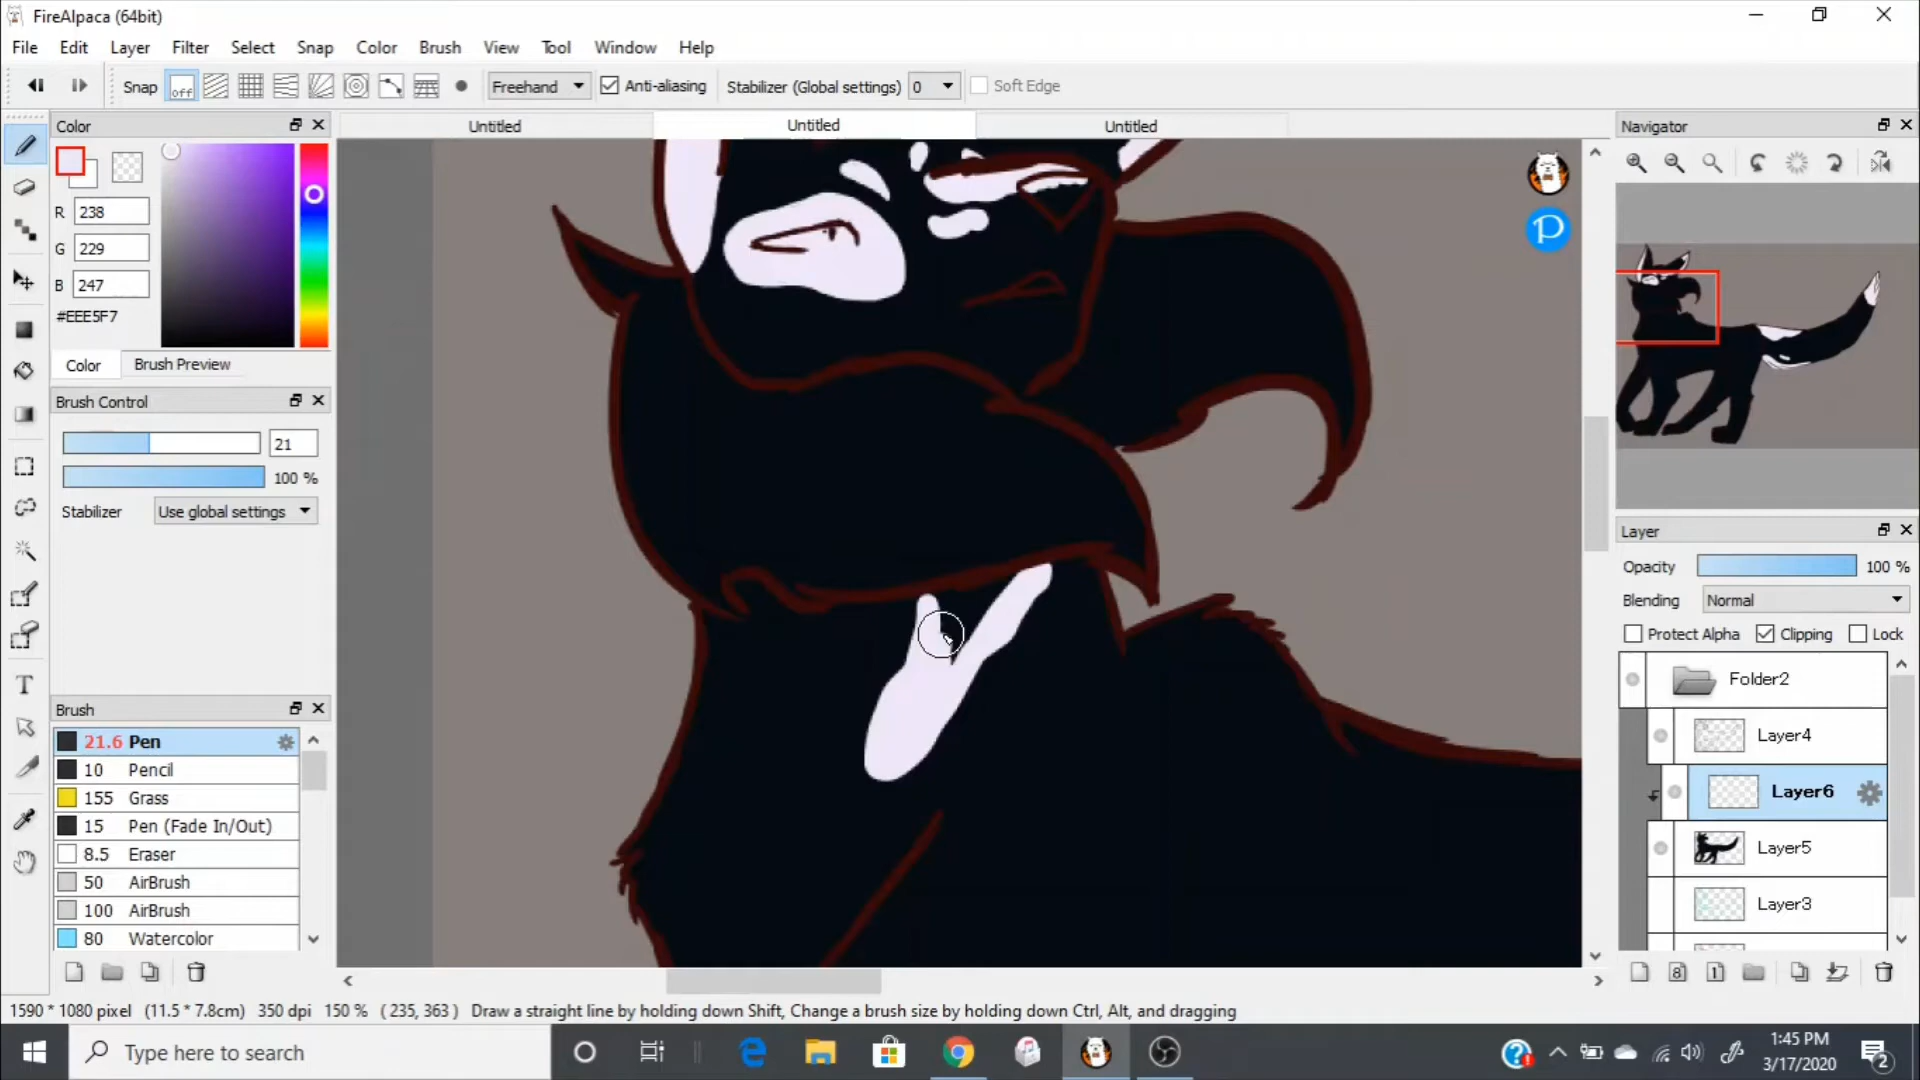 FireAlpaca (64bit)
File Edit Layer Filter Select Snap Color Brush View Tool Window Help
Snap off Freehand Anti-aliasing Stabilizer (Global settings) 0 Soft Edge
Color
Untitled Untitled Untitled
Navigator
R 238
G 229
B 247
#EEE5F7
Color Brush Preview
Brush Control
21
100 %
Stabilizer Use global settings
Brush
21.6 Pen
10 Pencil
155 Grass
15 Pen (Fade In/Out)
8.5 Eraser
50 AirBrush
100 AirBrush
80 Watercolor
P
Layer
Opacity 100 %
Blending Normal
Protect Alpha Clipping Lock
Folder2
Layer4
Layer6
Layer5
Layer3
8 1
1590 * 1080 pixel (11.5 * 7.8cm) 350 dpi 150 % ( 235, 363 ) Draw a straight line by holding down Shift, Change a brush size by holding down Ctrl, Alt, and dragging
Type here to search
1:45 PM
3/17/2020
2